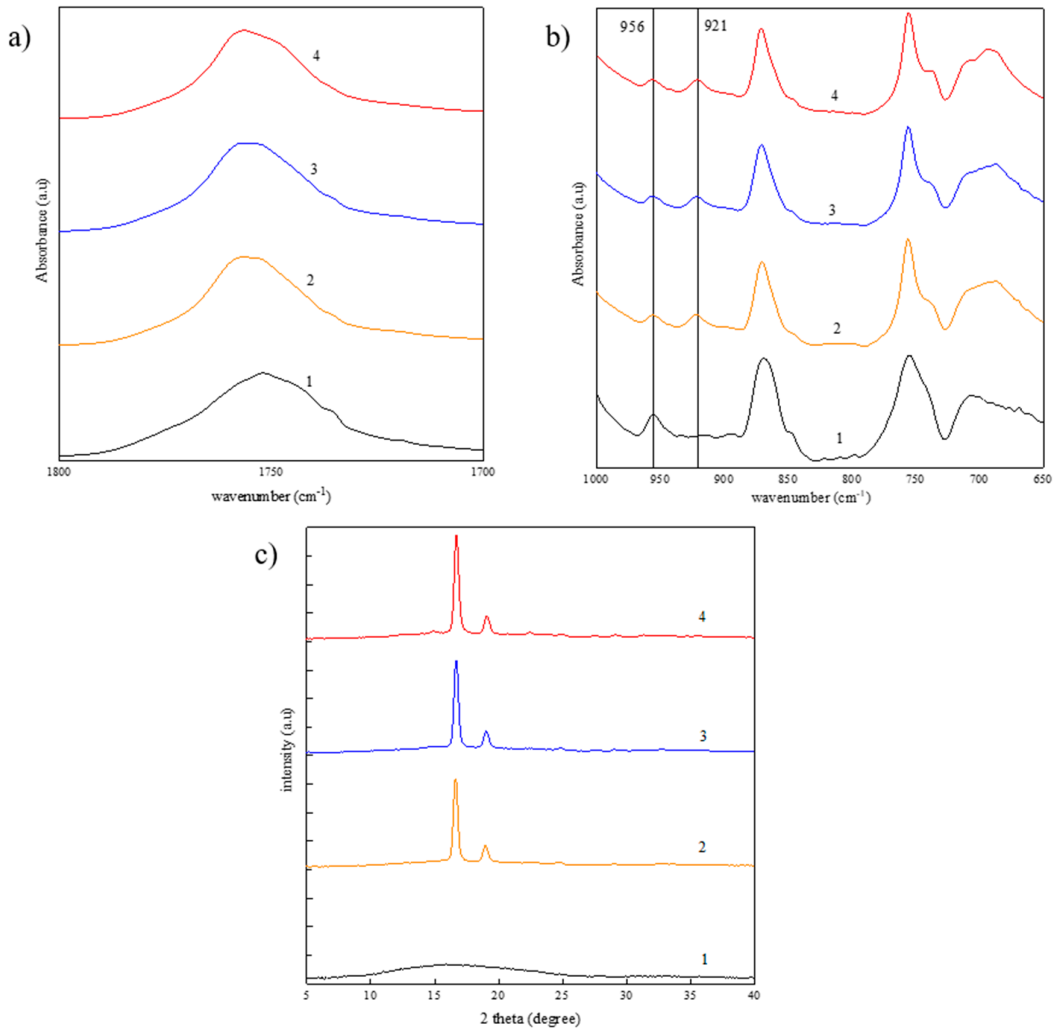 a)
4
3
2
1
Absorbance (a.u)
1800 1750 1700
wavenumber (cm-1)
b)
956 921
4
3
2
1
Absorbance (a.u)
1000 950 900 850 800 750 700 650
wavenumber (cm-1)
c)
4
3
2
1
intensity (a.u)
5 10 15 20 25 30 35 40
2 theta (degree)